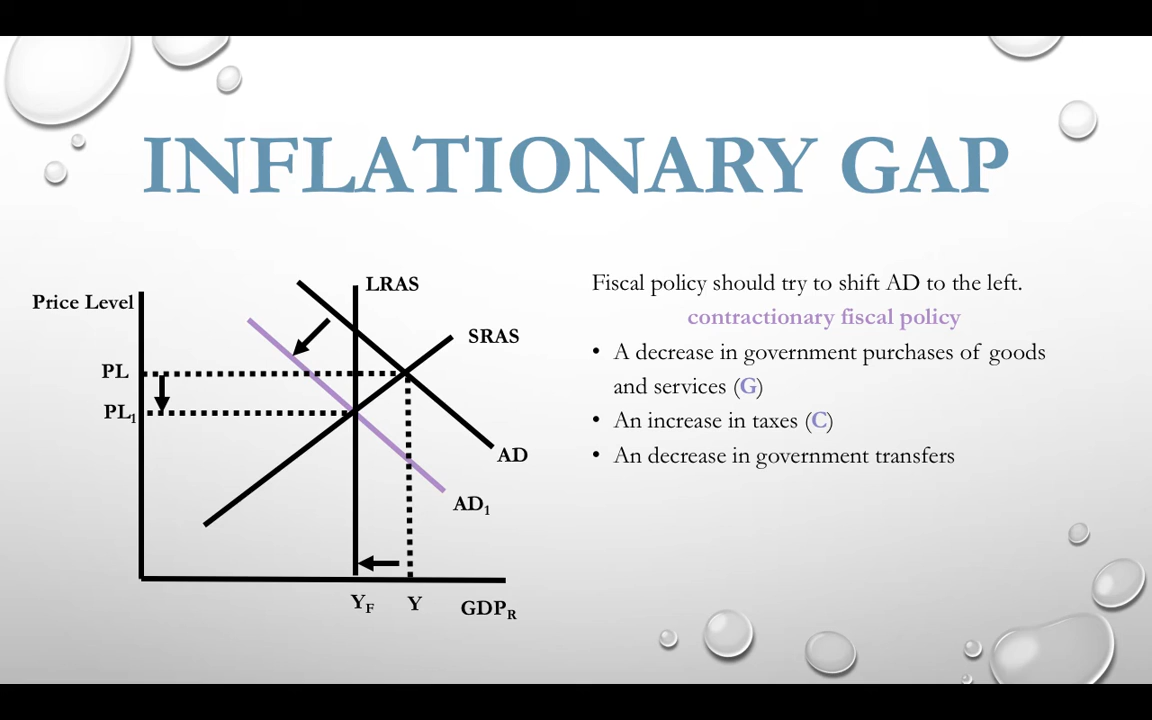 INFLATIONARY GAP
Price Level
LRAS
SRAS
PL
PL₁
AD
AD₁
Y_F
Y
GDP_R
Fiscal policy should try to shift AD to the left.
contractionary fiscal policy
• A decrease in government purchases of goods
and services (G)
• An increase in taxes (C)
• An decrease in government transfers